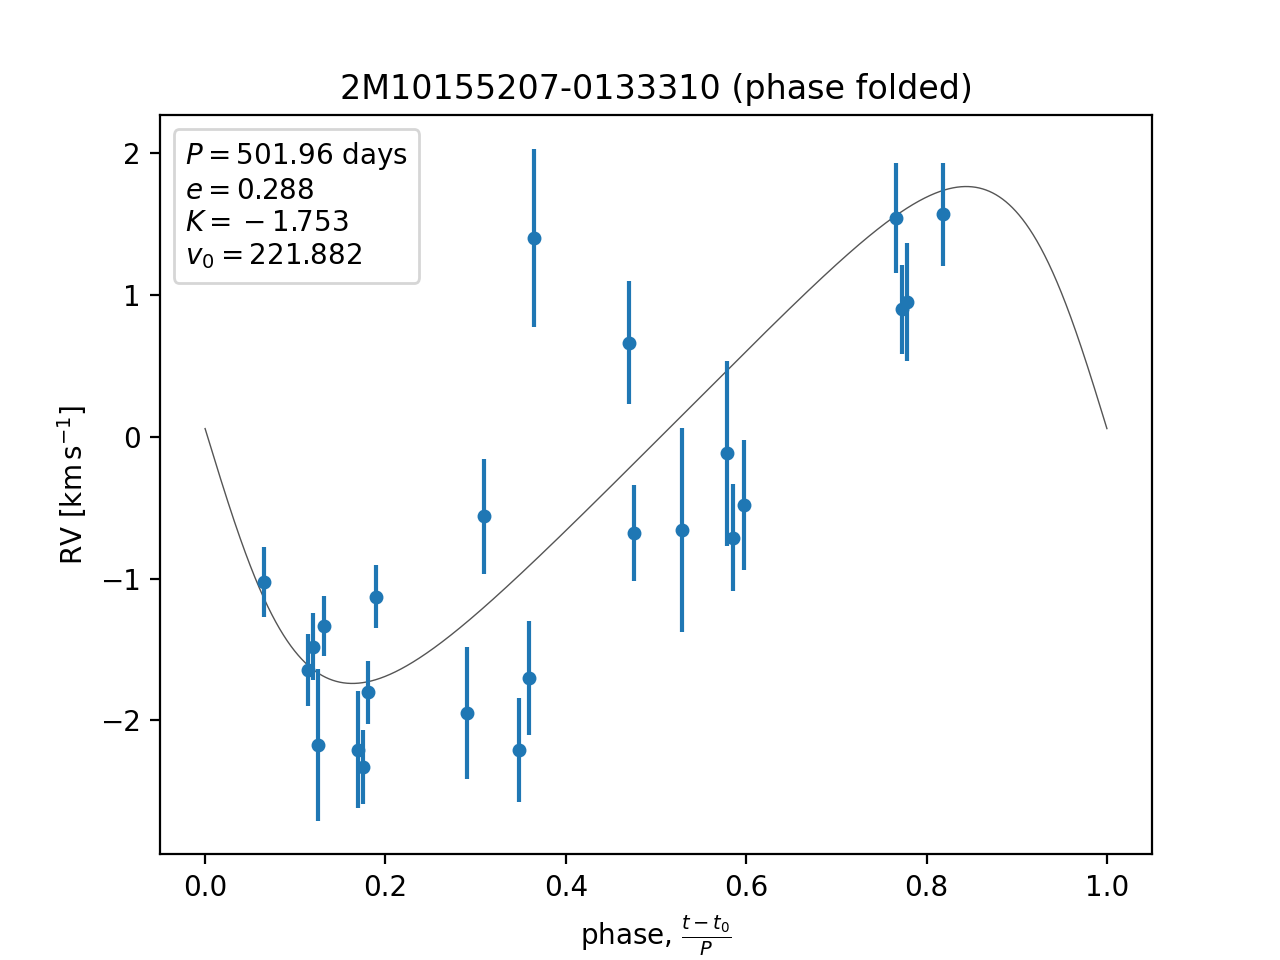 2M10155207-0133310 (phase folded)
P = 501.96 days
e = 0.288
K = −1.753
v₀ = 221.882
2
1
0
−1
−2
RV [km s⁻¹]
0.0 0.2 0.4 0.6 0.8 1.0
phase, (t − t₀)/P